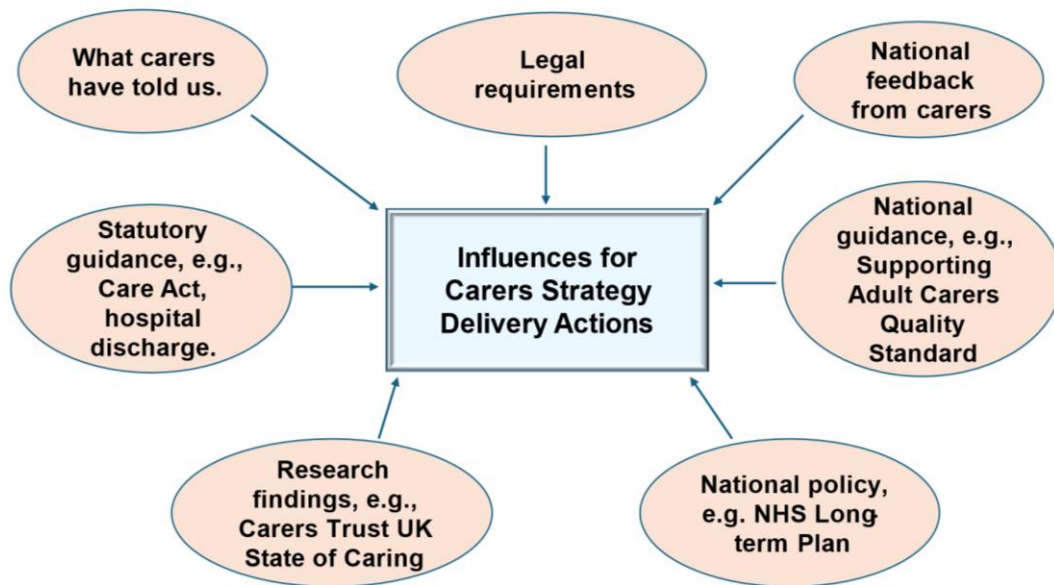 What carers
have told us.
Legal
requirements
National
feedback
from carers
Statutory
guidance, e.g.,
Care Act,
hospital
discharge.
Influences for
Carers Strategy
Delivery Actions
National
guidance, e.g.,
Supporting
Adult Carers
Quality
Standard
Research
findings, e.g.,
Carers Trust UK
State of Caring
National policy,
e.g. NHS Long-
term Plan